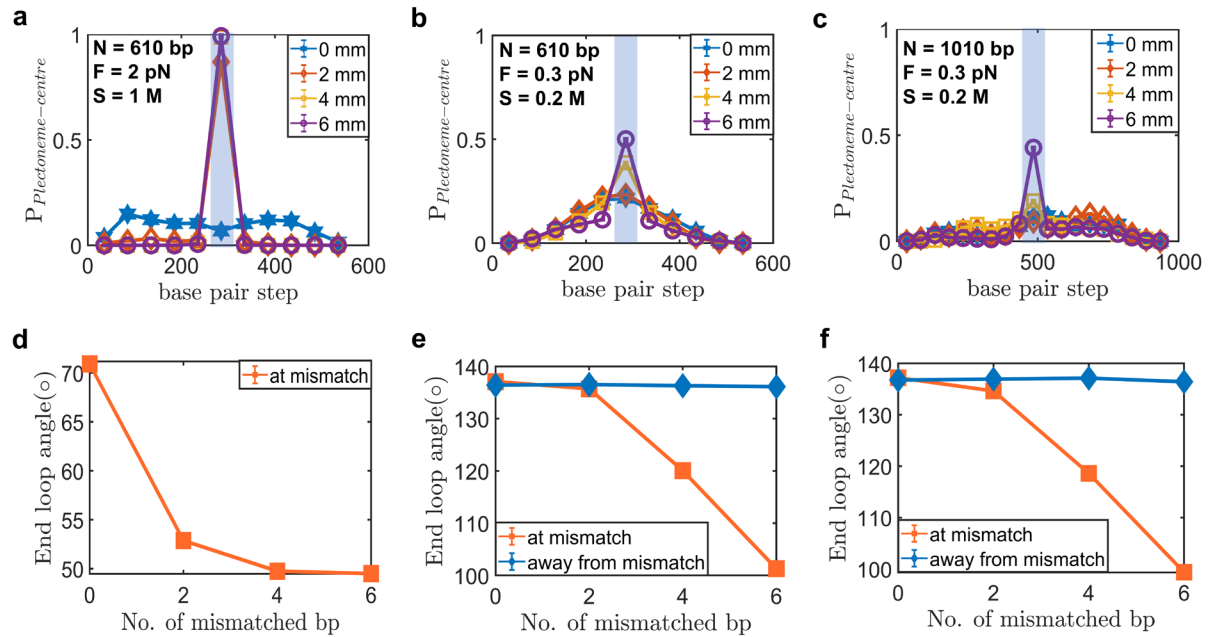 a
P_Plectoneme−centre
1
0.5
0
N = 610 bp
F = 2 pN
S = 1 M
0 mm
2 mm
4 mm
6 mm
0 200 400 600
base pair step
b
P_Plectoneme−centre
1
0.5
0
N = 610 bp
F = 0.3 pN
S = 0.2 M
0 mm
2 mm
4 mm
6 mm
0 200 400 600
base pair step
c
P_Plectoneme−centre
1
0.5
0
N = 1010 bp
F = 0.3 pN
S = 0.2 M
0 mm
2 mm
4 mm
6 mm
0 500 1000
base pair step
d
End loop angle(○)
70
65
60
55
50
at mismatch
0 2 4 6
No. of mismatched bp
e
End loop angle(○)
140
130
120
110
100
at mismatch
away from mismatch
0 2 4 6
No. of mismatched bp
f
End loop angle(○)
140
130
120
110
100
at mismatch
away from mismatch
0 2 4 6
No. of mismatched bp